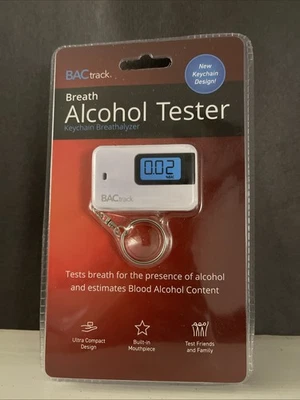 BACtrack.
New
Keychain
Design!
Breath
Alcohol Tester
Keychain Breathalyzer
0.02
BACtrack
Tests breath for the presence of alcohol
and estimates Blood Alcohol Content
Ultra Compact
Design
Built-in
Mouthpiece
Test Friends
and Family